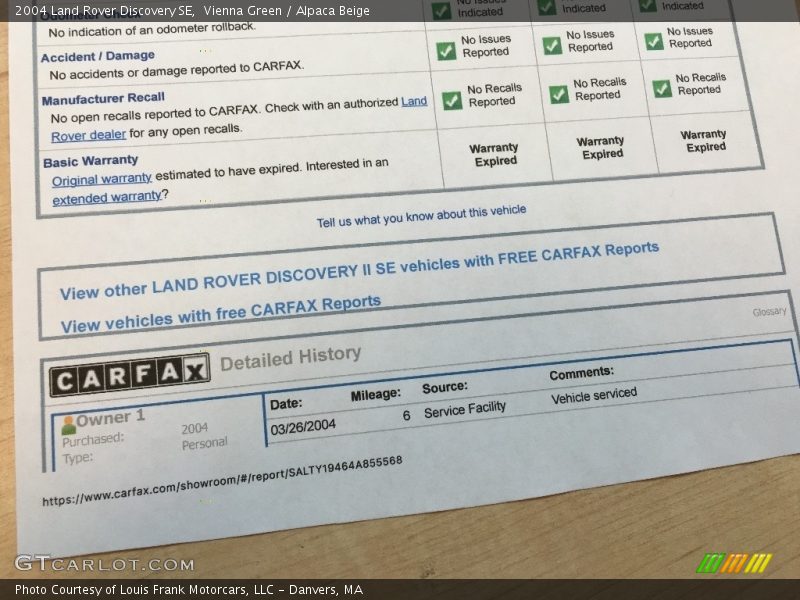 2004 Land Rover Discovery SE, Vienna Green / Alpaca Beige
Odometer Check
No indication of an odometer rollback.
No Issues
Indicated
No Issues
Indicated
Indicated
Accident / Damage
No accidents or damage reported to CARFAX.
No Issues
Reported
No Issues
Reported
No Issues
Reported
Manufacturer Recall
No open recalls reported to CARFAX. Check with an authorized Land
Rover dealer for any open recalls.
No Recalls
Reported
No Recalls
Reported
No Recalls
Reported
Basic Warranty
Original warranty estimated to have expired. Interested in an
extended warranty?
Warranty
Expired
Warranty
Expired
Warranty
Expired
Tell us what you know about this vehicle
View other LAND ROVER DISCOVERY II SE vehicles with FREE CARFAX Reports
View vehicles with free CARFAX Reports
Glossary
CARFAX Detailed History
Owner 1
Purchased: 2004
Type: Personal
Date: Mileage: Source: Comments:
03/26/2004 6 Service Facility Vehicle serviced
https://www.carfax.com/showroom/#/report/SALTY19464A855568
GTCARLOT.COM
Photo Courtesy of Louis Frank Motorcars, LLC - Danvers, MA